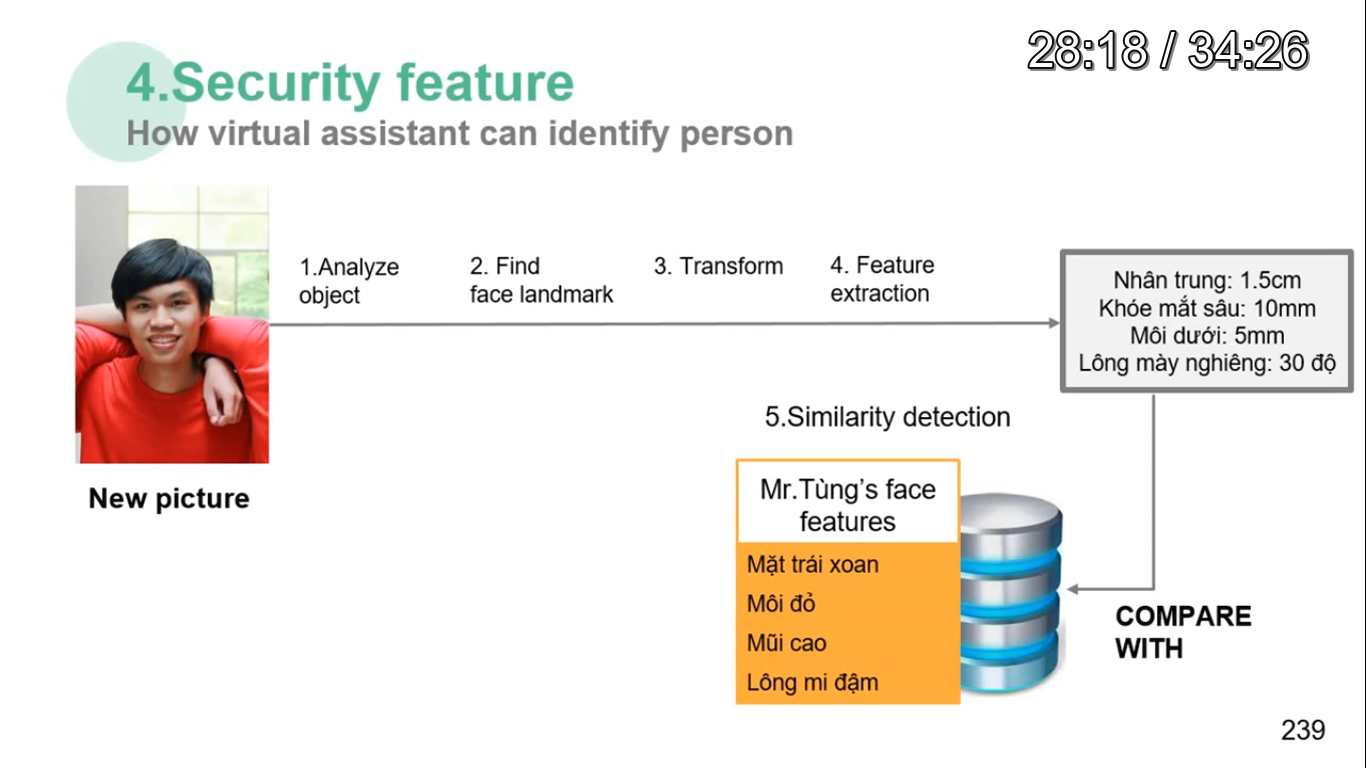 28:18 / 34:26
4.Security feature
How virtual assistant can identify person
1.Analyze
object
2. Find
face landmark
3. Transform
4. Feature
extraction
Nhân trung: 1.5cm
Khóe mắt sâu: 10mm
Môi dưới: 5mm
Lông mày nghiêng: 30 độ
New picture
5.Similarity detection
Mr.Tùng’s face
features
Mặt trái xoan
Môi đỏ
Mũi cao
Lông mi đậm
COMPARE
WITH
239